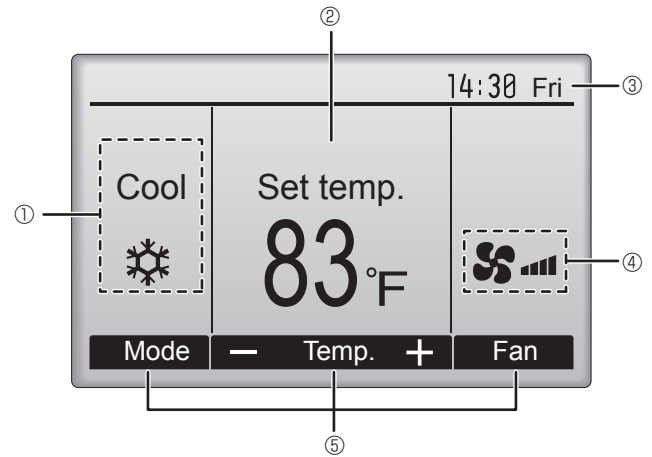 ②
14:30 Fri
③
①
Cool
Set temp.
83°F
④
Mode − Temp. + Fan
⑤